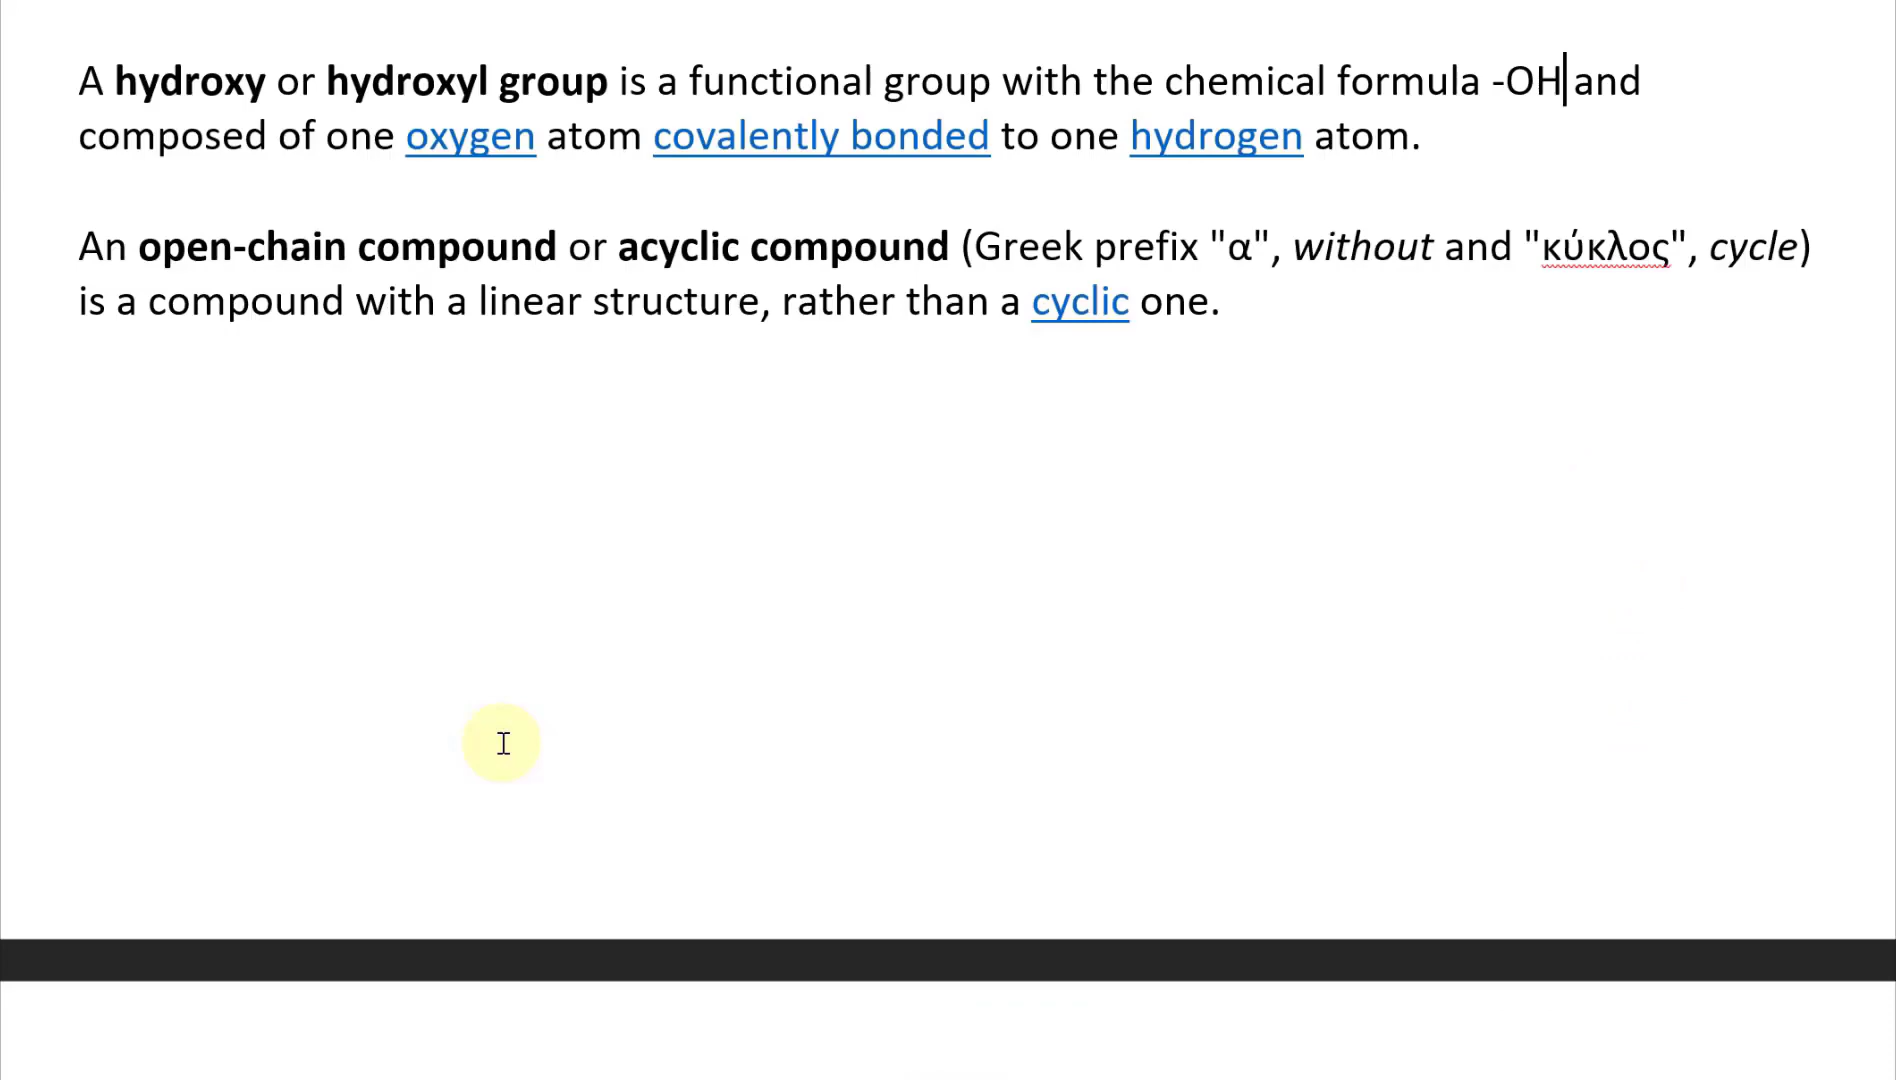 A hydroxy or hydroxyl group is a functional group with the chemical formula -OH and
composed of one oxygen atom covalently bonded to one hydrogen atom.
An open-chain compound or acyclic compound (Greek prefix "α", without and "κύκλος", cycle)
is a compound with a linear structure, rather than a cyclic one.